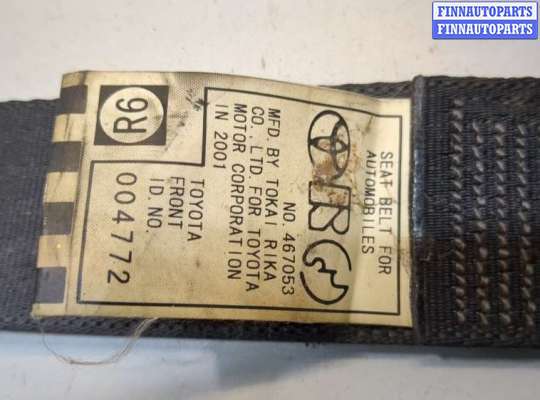 FINNAUTOPARTS
FINNAUTOPARTS
SEAT BELT FOR
AUTOMOBILES
NO. 467053
MFD. BY TOKAI RIKA
CO., LTD. FOR TOYOTA
MOTOR CORPORATION
IN 2001
R6
TOYOTA
FRONT
ID. NO.
004772